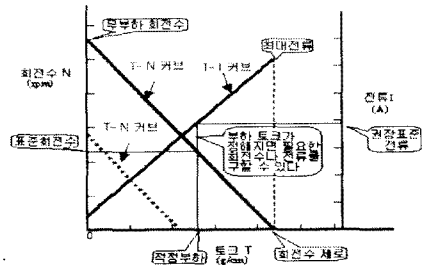 무부하 회전수
최대전류
회전수 N
(rpm)
T-N 커브
T-I 커브
전류 I
(A)
T-N 커브
표준회전수
부하 토크가
정해지면 필요한
회전수나 전류를
구할 수 있다
권장표준
전류
0
적정부하
토크 T
(g/cm)
회전수 제로